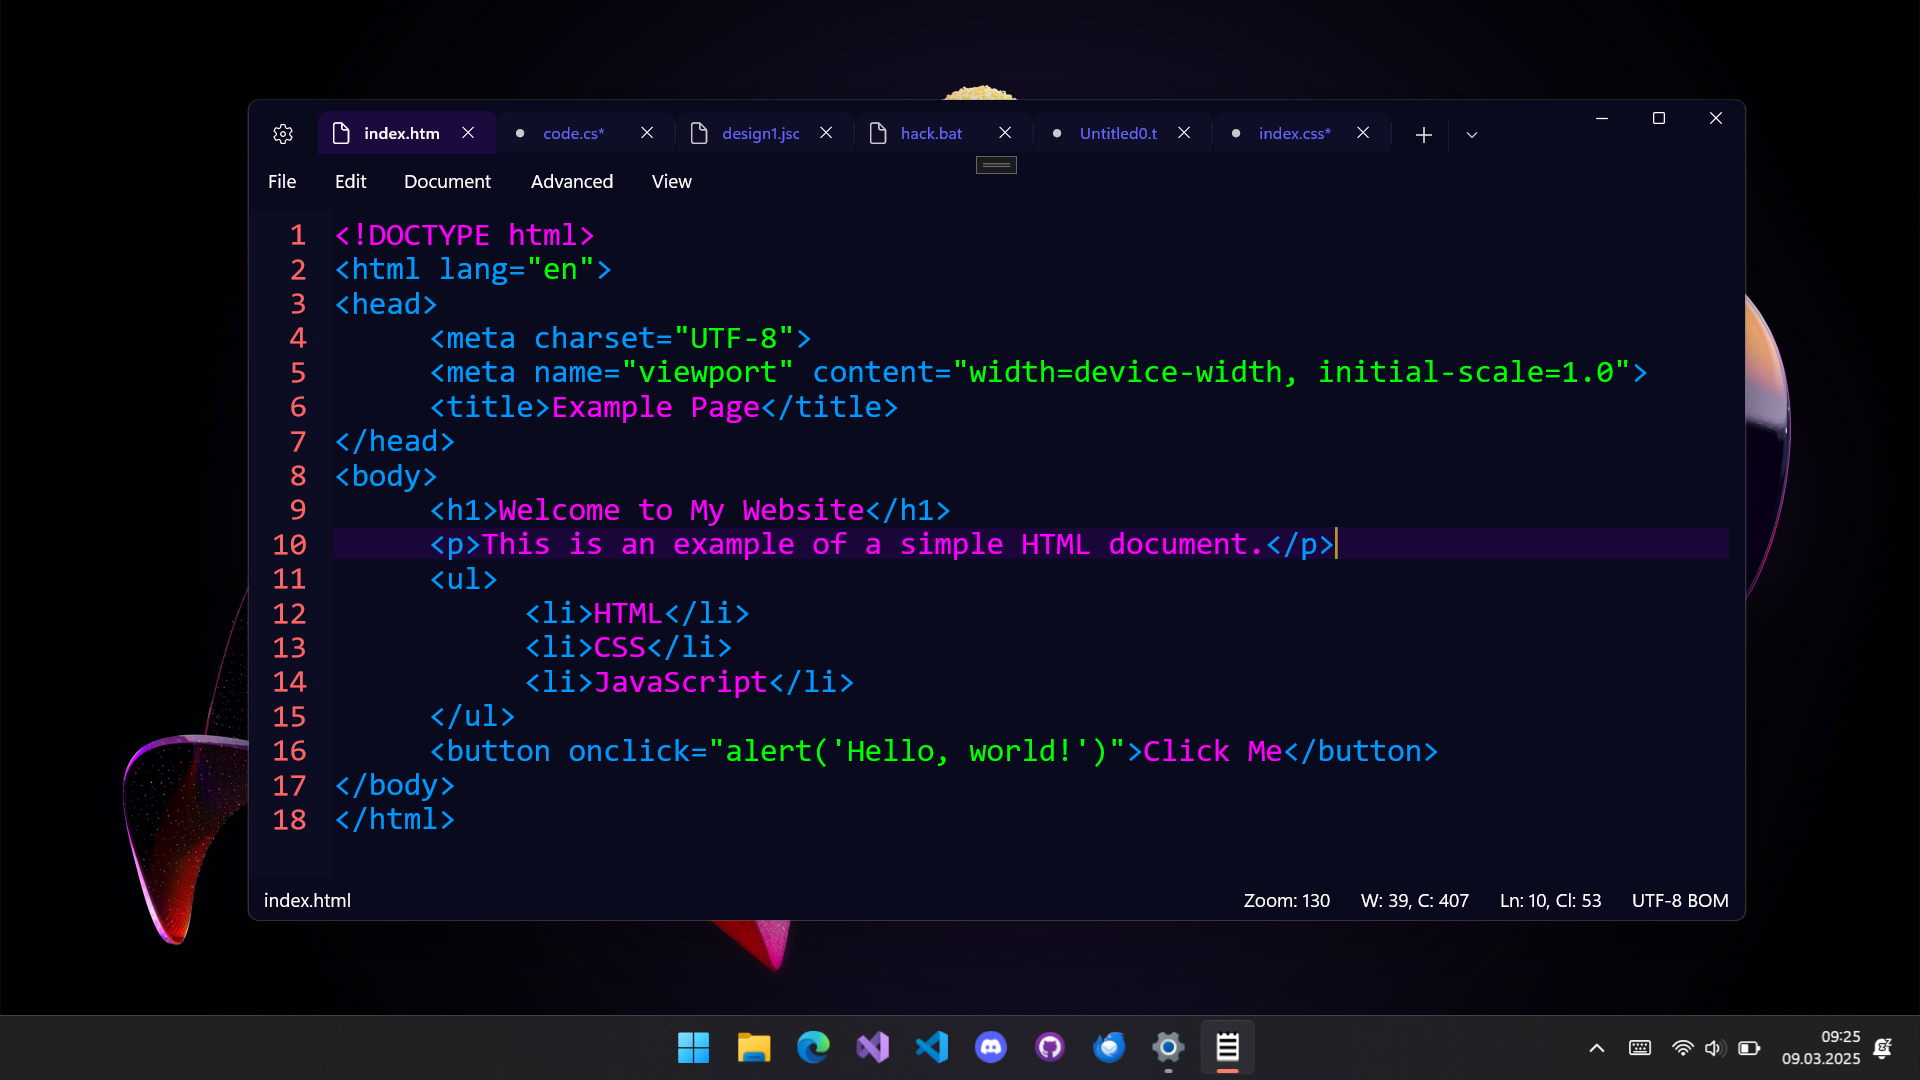 index.htm code.cs* design1.jsc hack.bat Untitled0.t index.css*
File Edit Document Advanced View
1 <!DOCTYPE html>
2 <html lang="en">
3 <head>
4 <meta charset="UTF-8">
5 <meta name="viewport" content="width=device-width, initial-scale=1.0">
6 <title>Example Page</title>
7 </head>
8 <body>
9 <h1>Welcome to My Website</h1>
10 <p>This is an example of a simple HTML document.</p>
11 <ul>
12 <li>HTML</li>
13 <li>CSS</li>
14 <li>JavaScript</li>
15 </ul>
16 <button onclick="alert('Hello, world!')">Click Me</button>
17 </body>
18 </html>
index.html Zoom: 130 W: 39, C: 407 Ln: 10, Cl: 53 UTF-8 BOM
09:25
09.03.2025